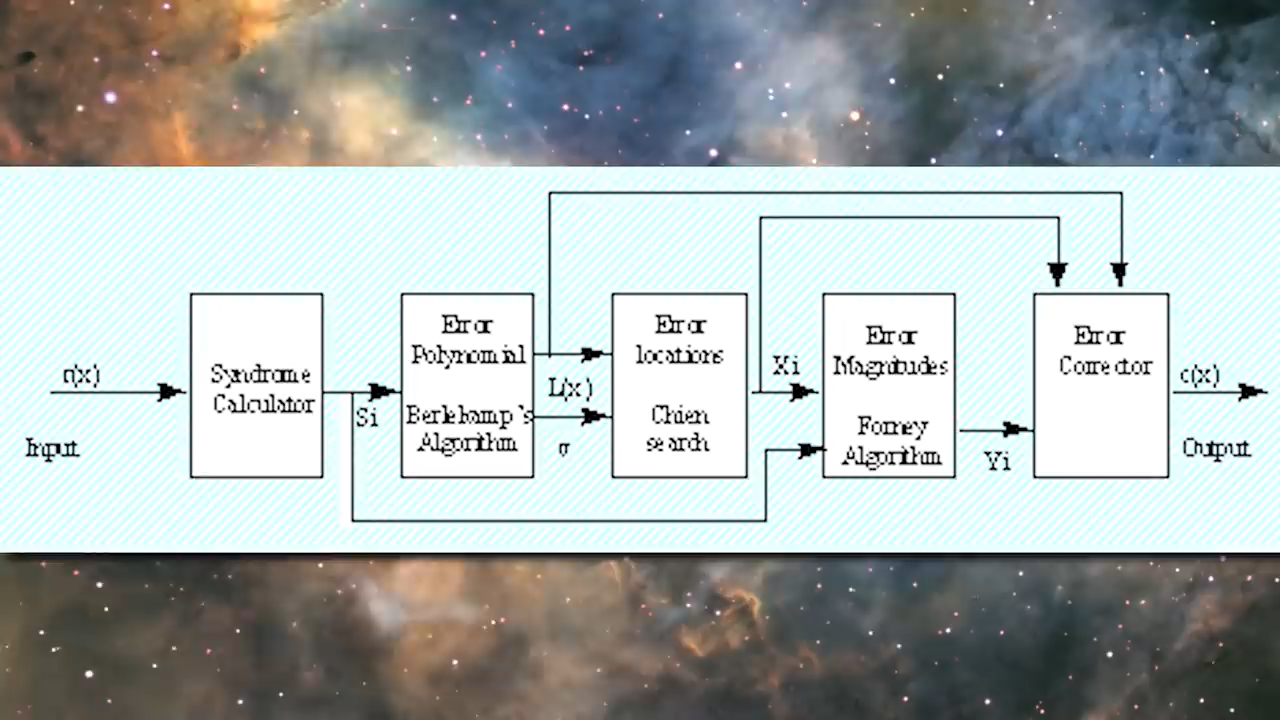 r(x)
Input
Syndrome
Calculator
Si
Error
Polynomial
Berlekamp's
Algorithm
L(x)
σ
Error
locations
Chien
search
Xi
Error
Magnitudes
Forney
Algorithm
Yi
Error
Corrector
c(x)
Output